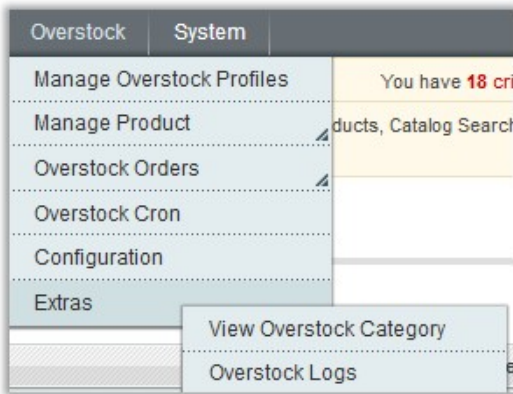 Overstock System
Manage Overstock Profiles
You have 18
Manage Product
Catalog Search
Overstock Orders
Overstock Cron
Configuration
Extras
View Overstock Category
Overstock Logs